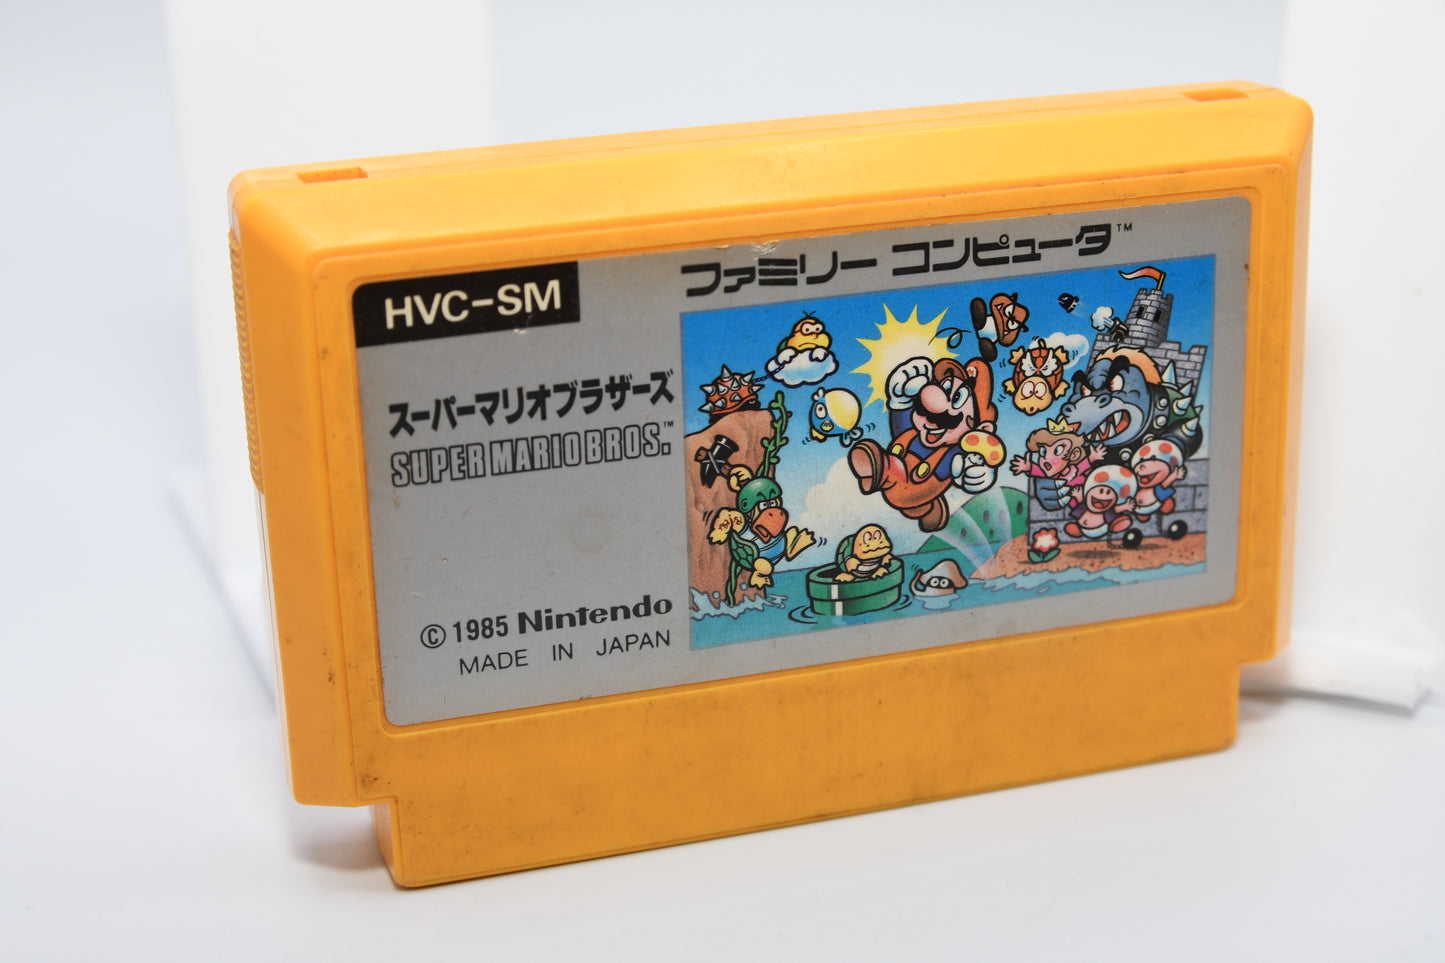 HVC-SM
ファミリー コンピュータ™
スーパーマリオブラザーズ
SUPER MARIO BROS.™
© 1985 Nintendo
MADE IN JAPAN